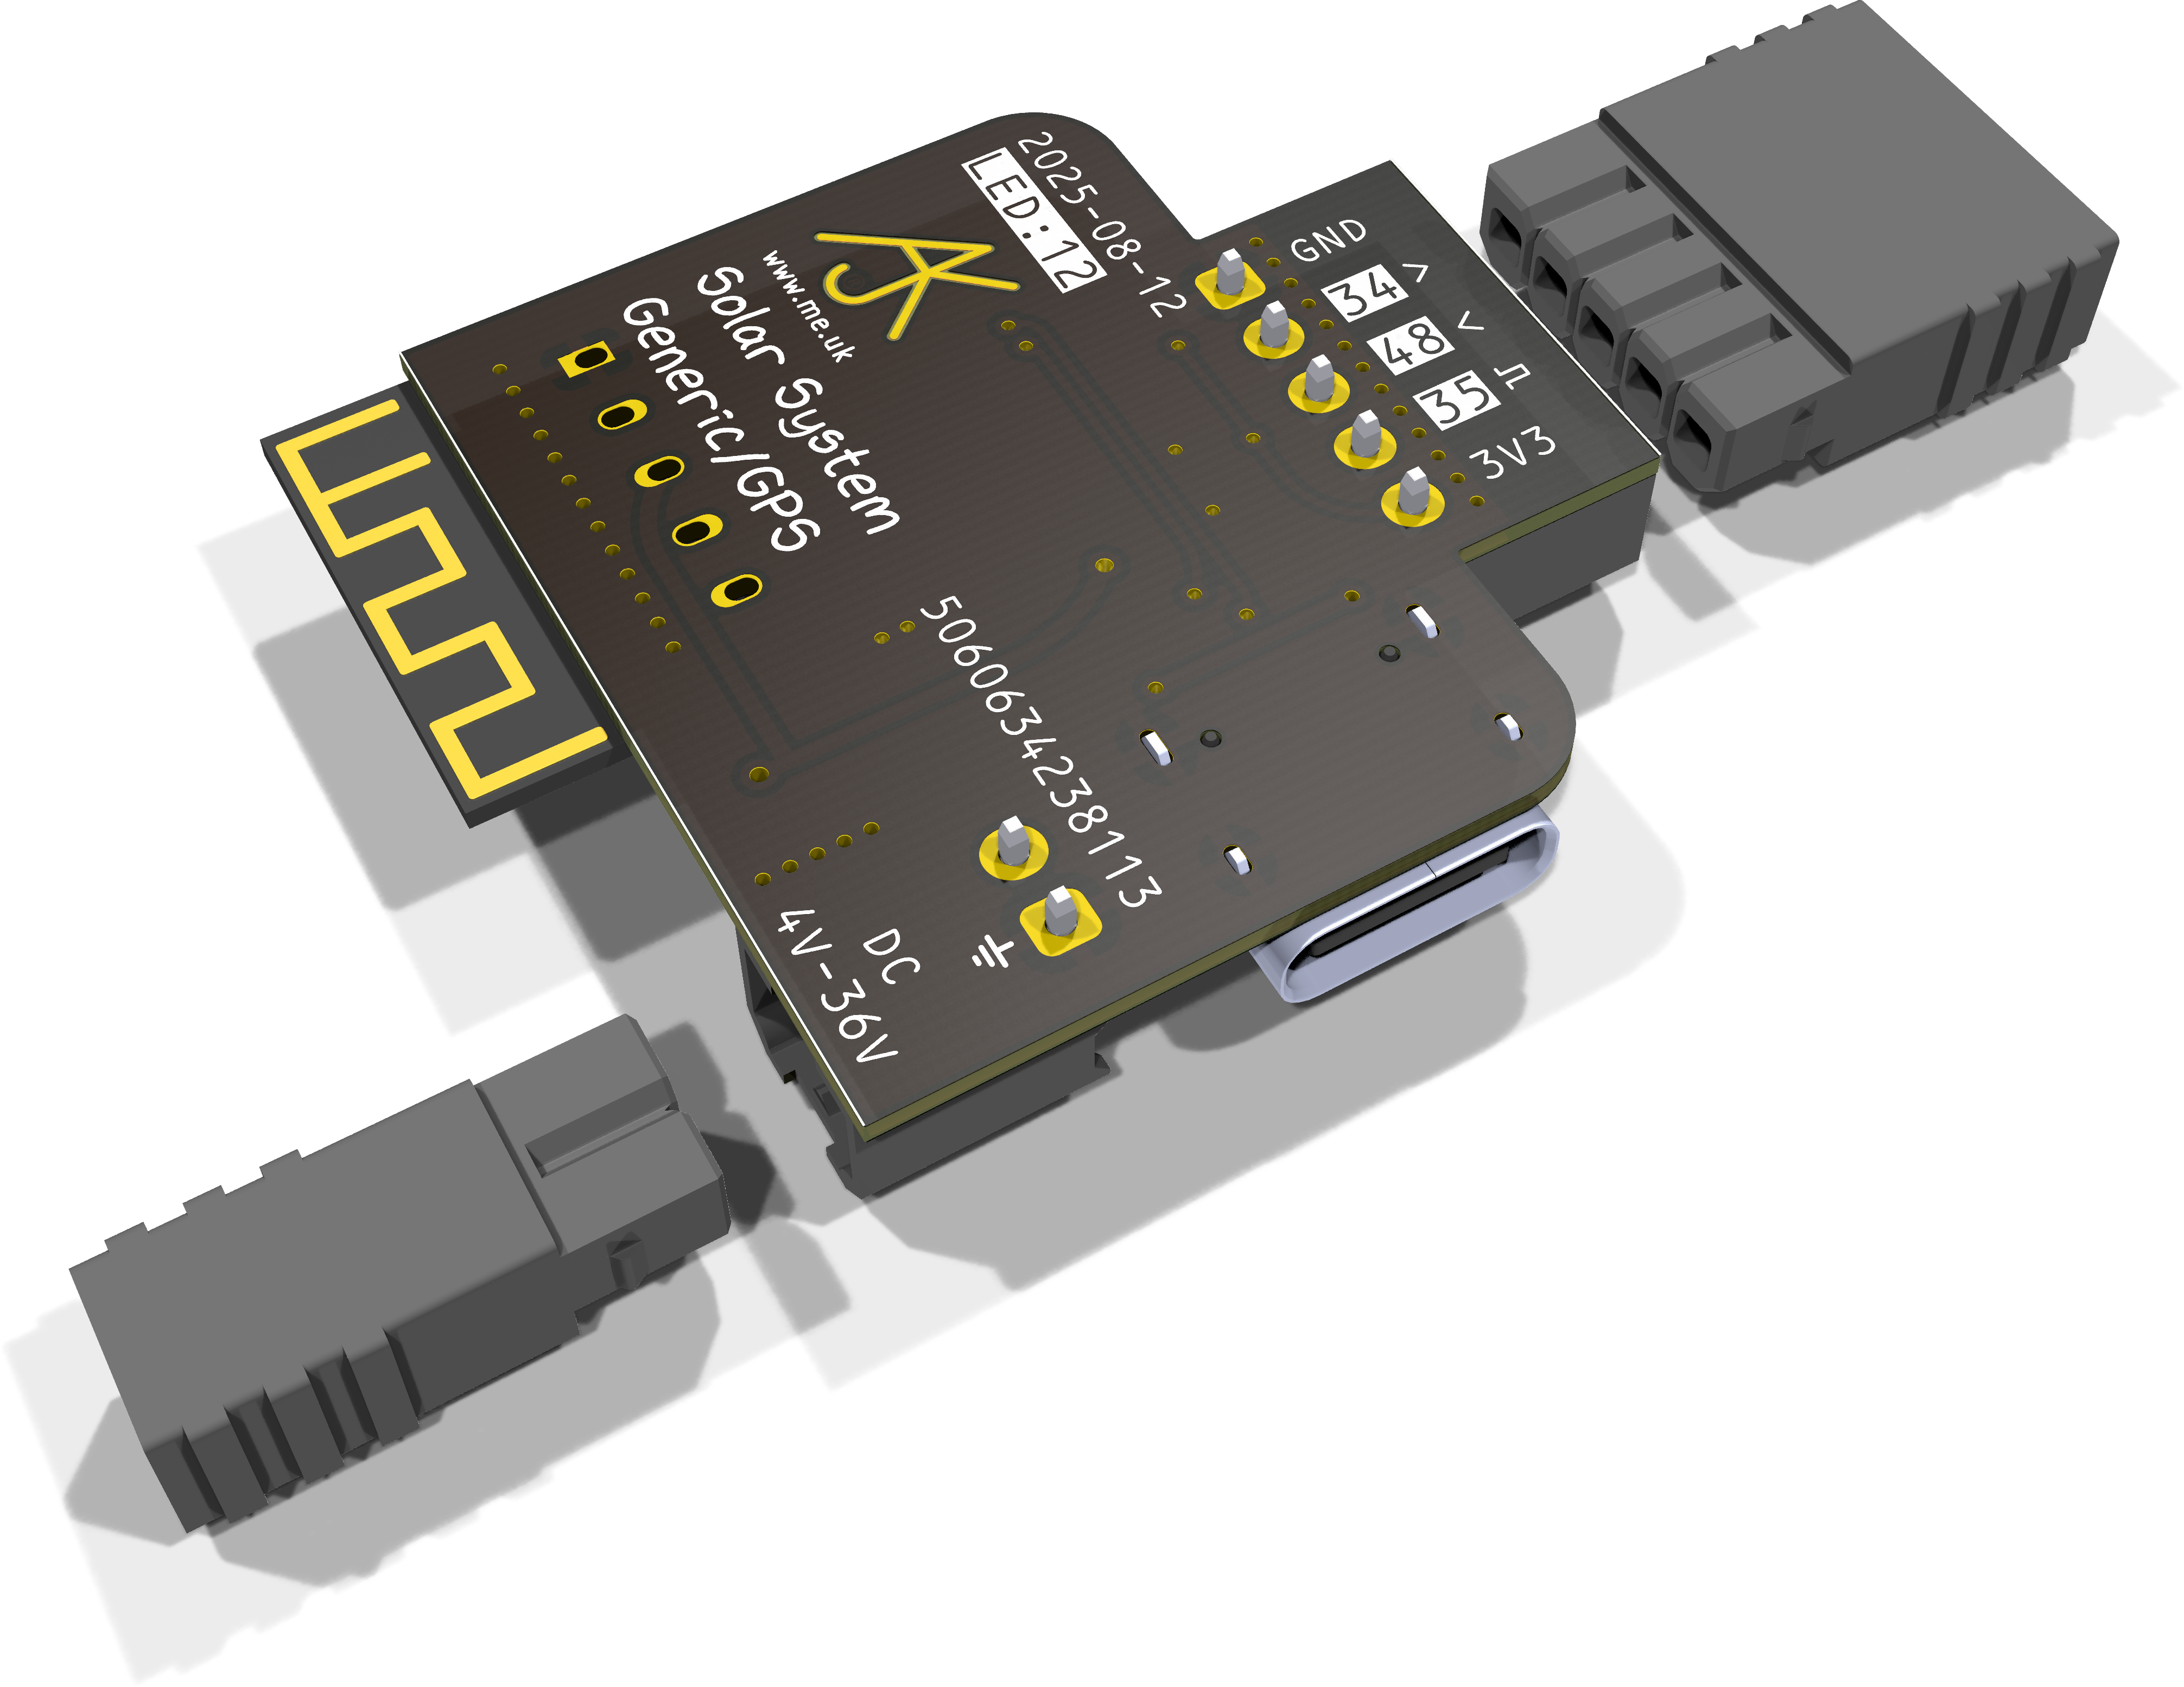 2025-08-12
LED:12
www.me.uk
Solar System
Generic/GPS
GND
34 >
48 <
35
3V3
5060634238113
DC
4V-36V